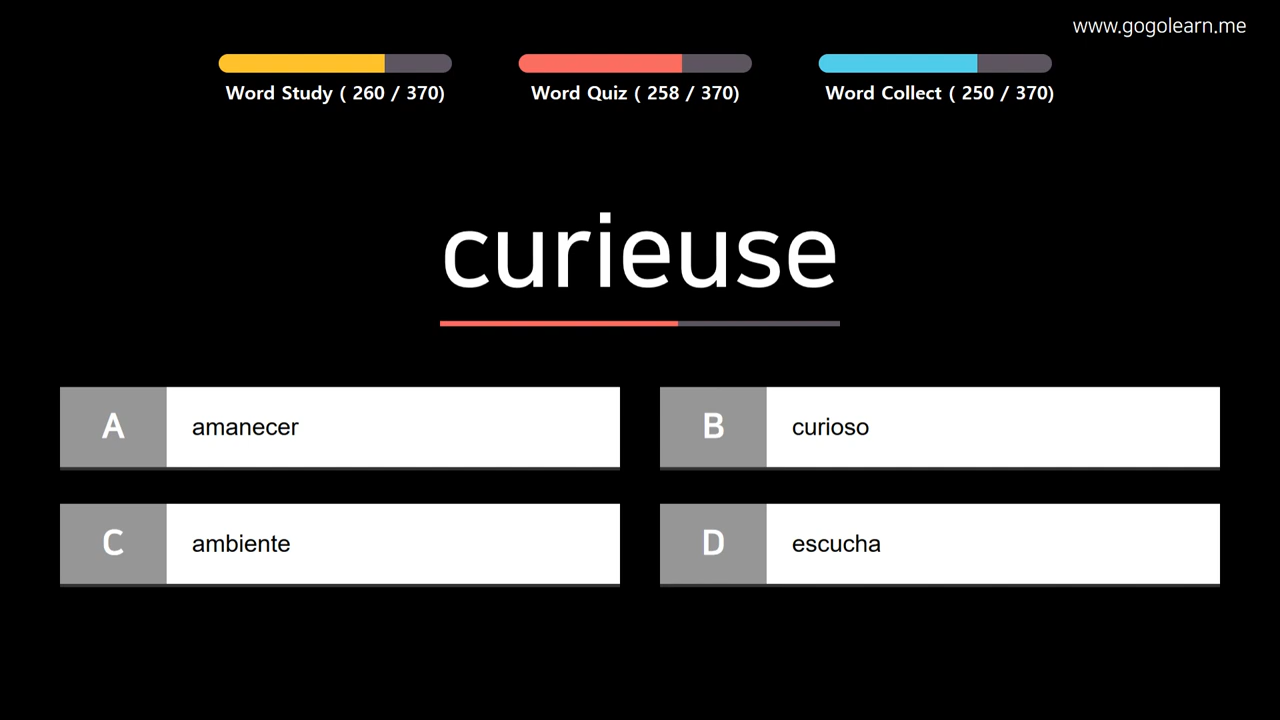 www.gogolearn.me
Word Study ( 260 / 370)
Word Quiz ( 258 / 370)
Word Collect ( 250 / 370)
curieuse
A amanecer
B curioso
C ambiente
D escucha